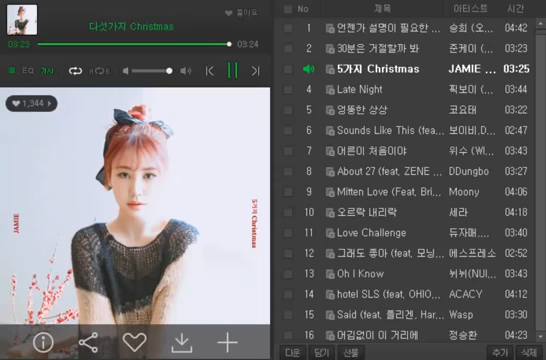 좋아요
다섯가지 Christmas
03:23 03:24
EQ 가사
1,344
JAMIE
5가지 Christmas
No 제목 아티스트 시간
1 언젠가 설명이 필요한 ... 승희 (오... 04:42
2 30분은 거절할까 봐 준케이 (... 03:23
5가지 Christmas JAMIE ... 03:25
4 Late Night 픽보이 (... 03:44
5 엉뚱한 상상 코요태 03:22
6 Sounds Like This (fea... 보이비,D... 02:47
7 어른이 처음이야 위수 (WI... 03:43
8 About 27 (feat, ZENE ... DDungbo 03:27
9 Mitten Love (Feat, Bri... Moony 04:06
10 오르락 내리락 세라 04:18
11 Love Challenge 듀자매,... 03:40
12 그래도 좋아 (feat, 모닝... 에스프레소 02:52
13 Oh I Know 뉘뉘(NUI... 03:43
14 hotel SLS (feat, OHIO... ACACY 04:12
15 Said (feat, 플리겐, Har... Wasp 03:30
16 어김없이 이 거리에 정승환 04:23
다운 담기 선물 추가 삭제